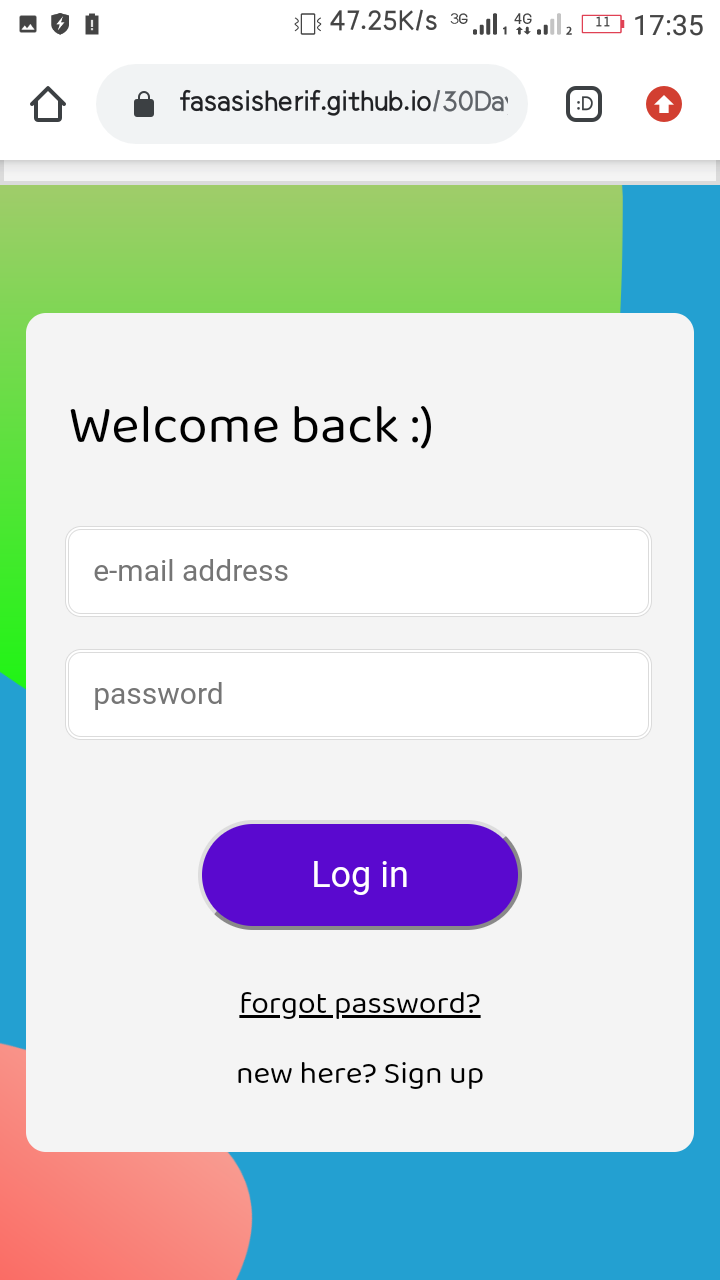 47.25K/s 3G 1 4G 2 11 17:35
fasasisherif.github.io/30Day
:D
Welcome back :)
e-mail address
password
Log in
forgot password?
new here? Sign up